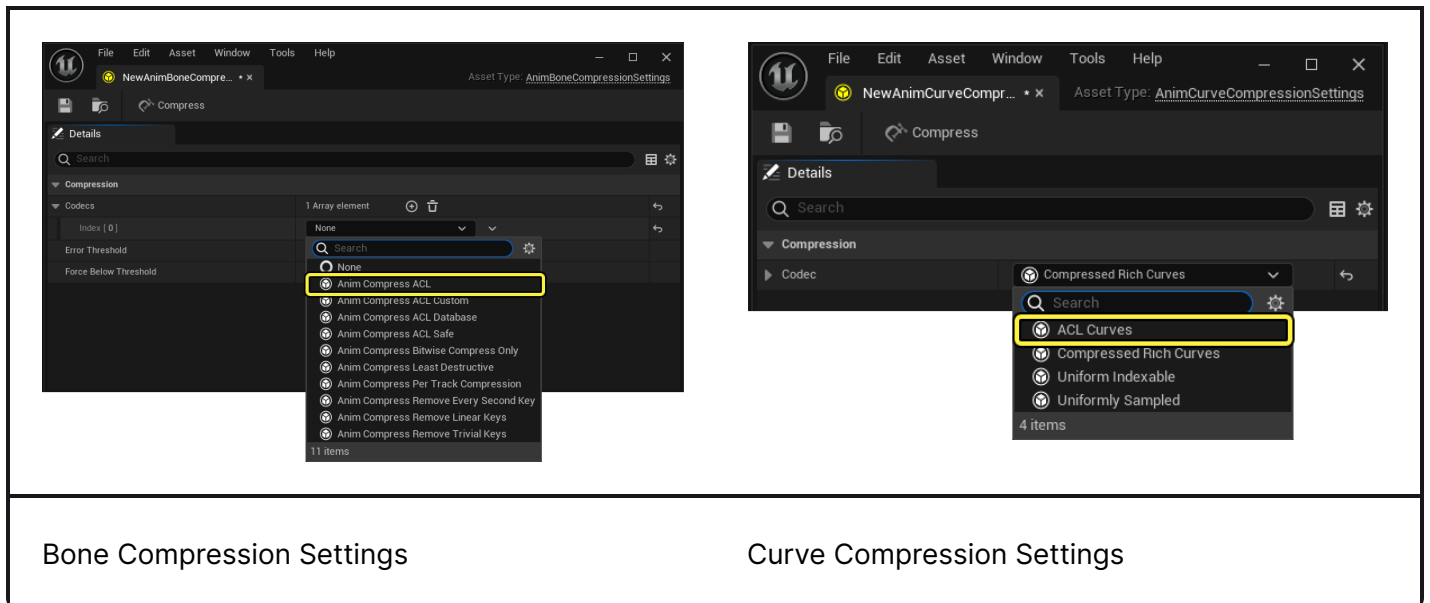 File Edit Asset Window Tools Help
NewAnimBoneCompre...
Asset Type: AnimBoneCompressionSettings
Compress
Details
Search
Compression
Codecs 1 Array element
Index [ 0 ] None
Error Threshold
Force Below Threshold
Search
None
Anim Compress ACL
Anim Compress ACL Custom
Anim Compress ACL Database
Anim Compress ACL Safe
Anim Compress Bitwise Compress Only
Anim Compress Least Destructive
Anim Compress Per Track Compression
Anim Compress Remove Every Second Key
Anim Compress Remove Linear Keys
Anim Compress Remove Trivial Keys
11 items
File Edit Asset Window Tools Help
NewAnimCurveCompr...
Asset Type: AnimCurveCompressionSettings
Compress
Details
Search
Compression
Codec Compressed Rich Curves
Search
ACL Curves
Compressed Rich Curves
Uniform Indexable
Uniformly Sampled
4 items
Bone Compression Settings
Curve Compression Settings